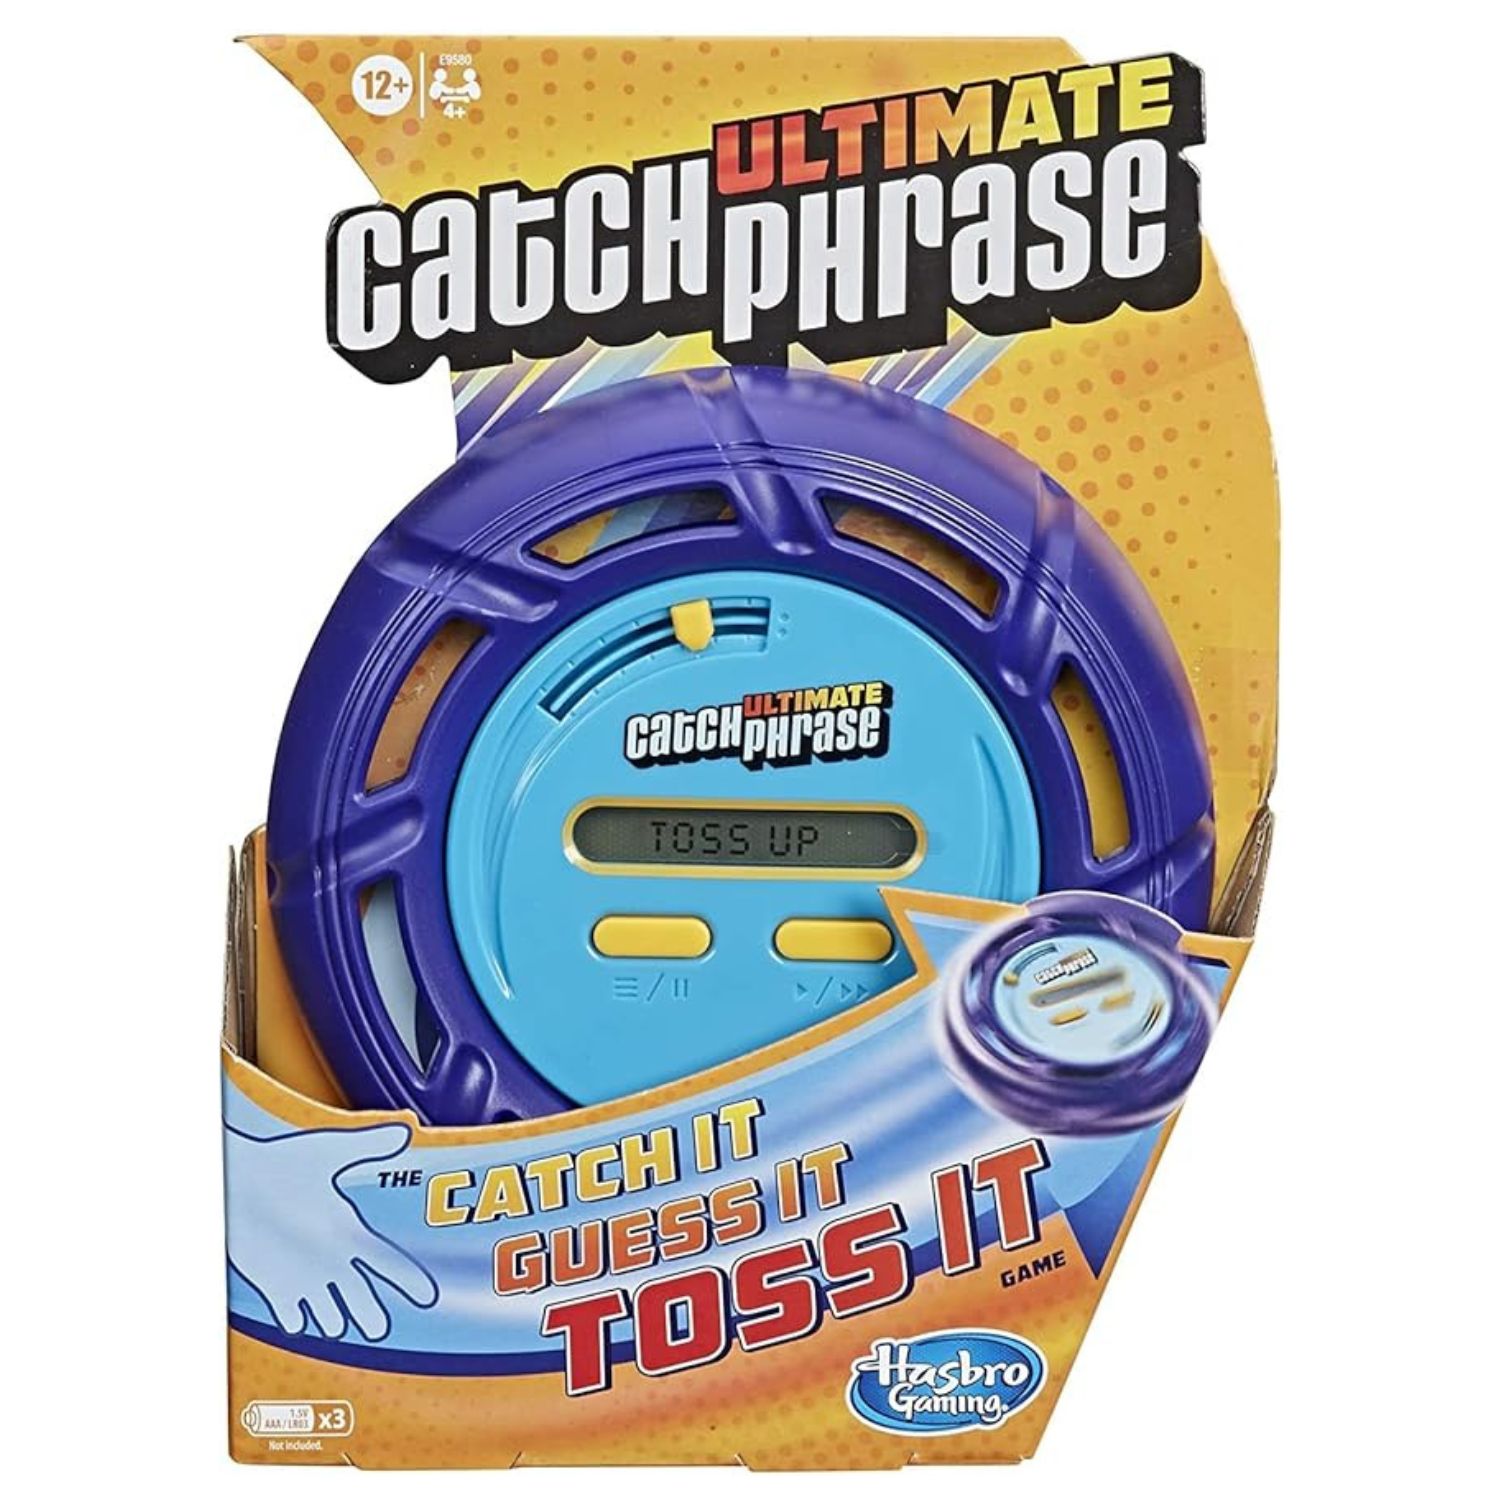 12+
E9580
4+
ULTIMATE
CATCH PHRASE
ULTIMATE
CATCH PHRASE
TOSS UP
THE CATCH IT
GUESS IT
TOSS IT
GAME
Hasbro
Gaming.
1.5V
AAA / LR03
x3
Not included.